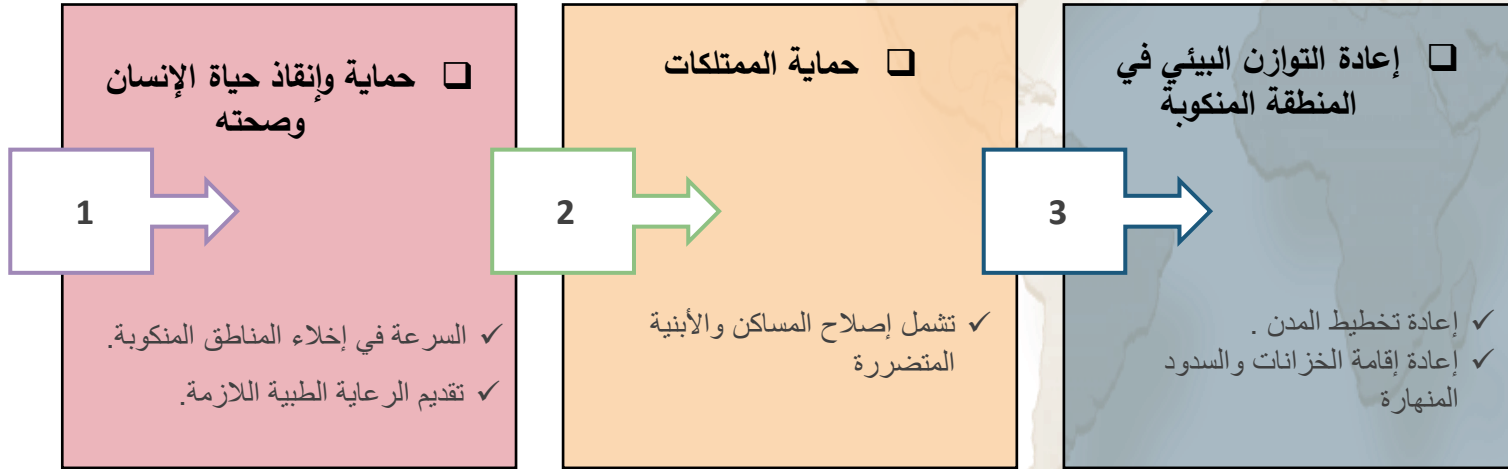 ❑ حماية وإنقاذ حياة الإنسان
وصحته
1
✓ السرعة في إخلاء المناطق المنكوبة.
✓ تقديم الرعاية الطبية اللازمة.
❑ حماية الممتلكات
2
✓ تشمل إصلاح المساكن والأبنية
المتضررة
❑ إعادة التوازن البيئي في
المنطقة المنكوبة
3
✓ إعادة تخطيط المدن .
✓ إعادة إقامة الخزانات والسدود
المنهارة